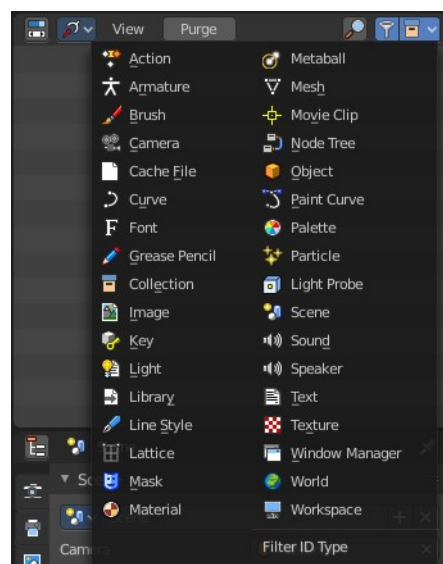 View Purge
Action
Armature
Brush
Camera
Cache File
Curve
Font
Grease Pencil
Collection
Image
Key
Light
Library
Line Style
Lattice
Mask
Material
Metaball
Mesh
Movie Clip
Node Tree
Object
Paint Curve
Palette
Particle
Light Probe
Scene
Sound
Speaker
Text
Texture
Window Manager
World
Workspace
Filter ID Type